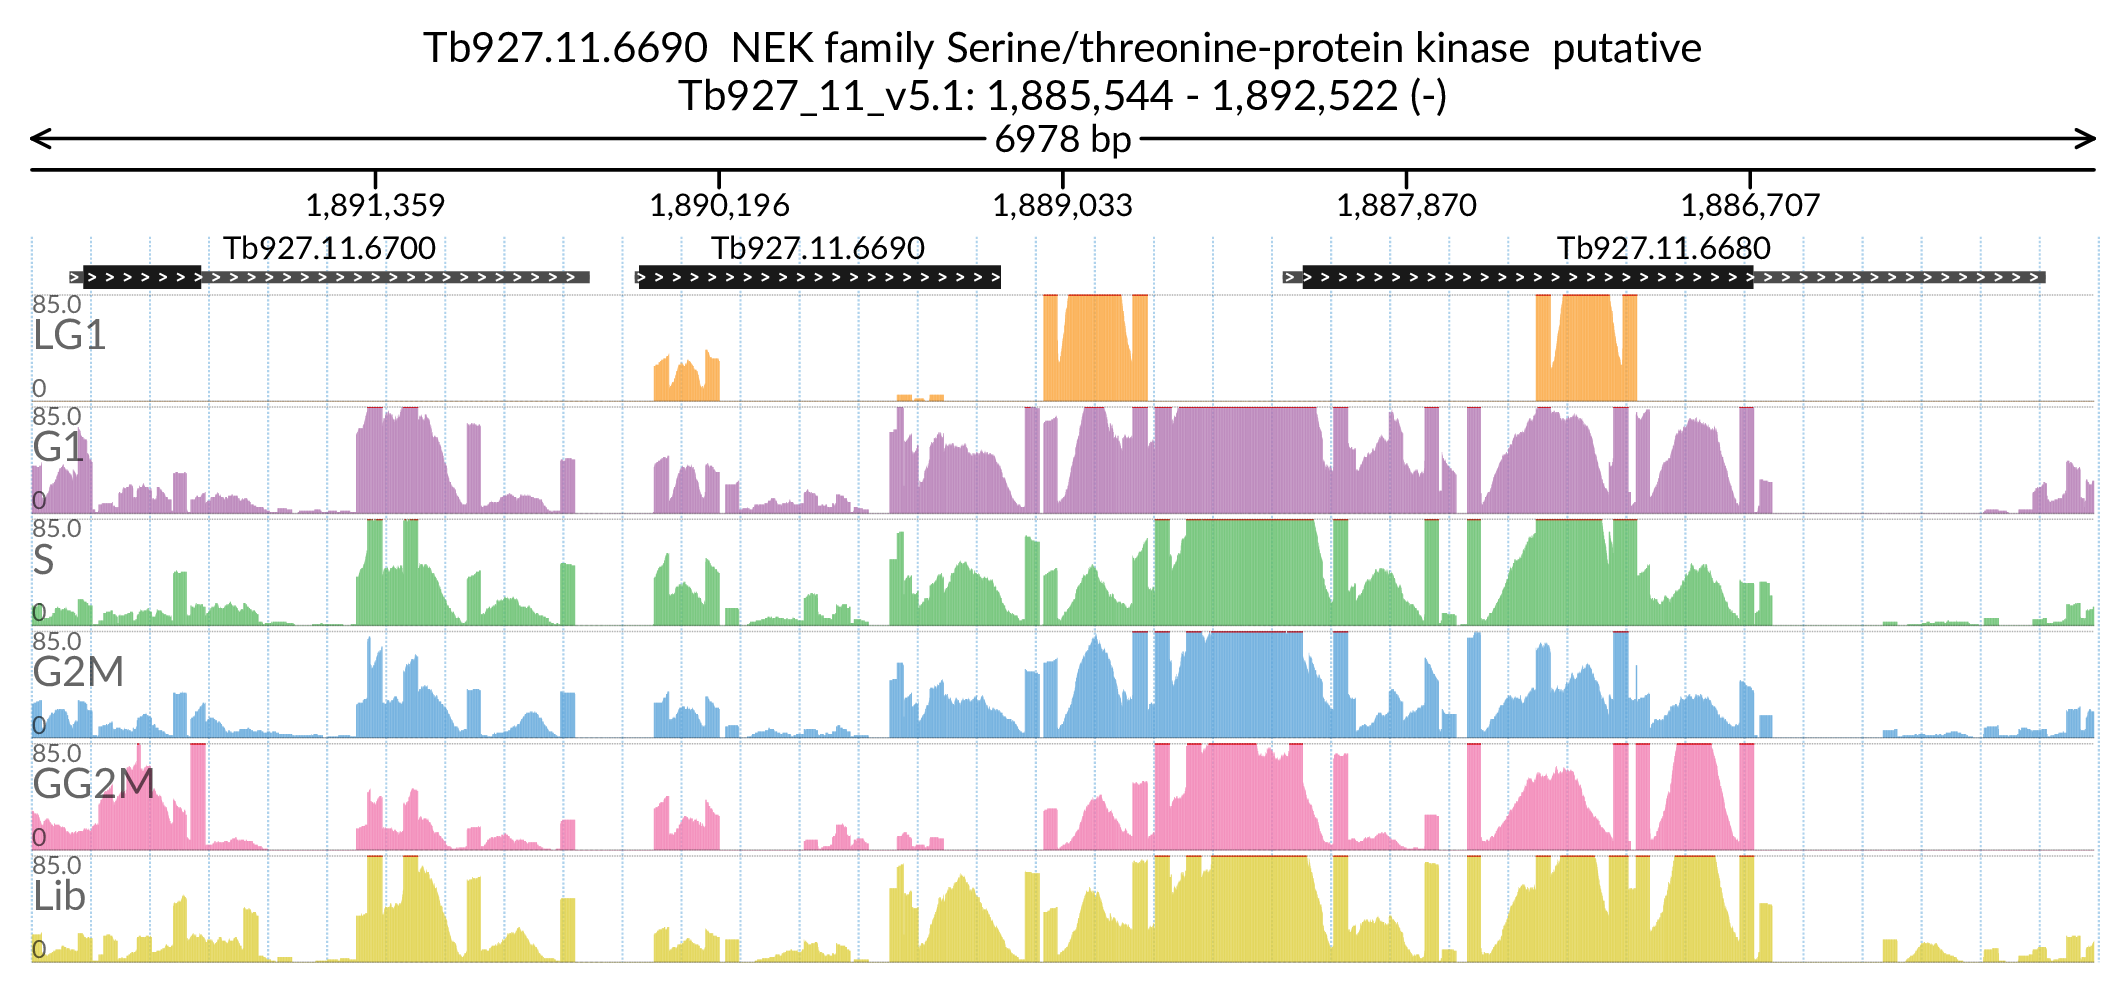 Tb927.11.6690  NEK family Serine/threonine-protein kinase  putative
Tb927_11_v5.1: 1,885,544 - 1,892,522 (-)
6978 bp
1,891,359 1,890,196 1,889,033 1,887,870 1,886,707
Tb927.11.6700 Tb927.11.6690 Tb927.11.6680
85.0
LG1
0
85.0
G1
0
85.0
S
0
85.0
G2M
0
85.0
GG2M
0
85.0
Lib
0